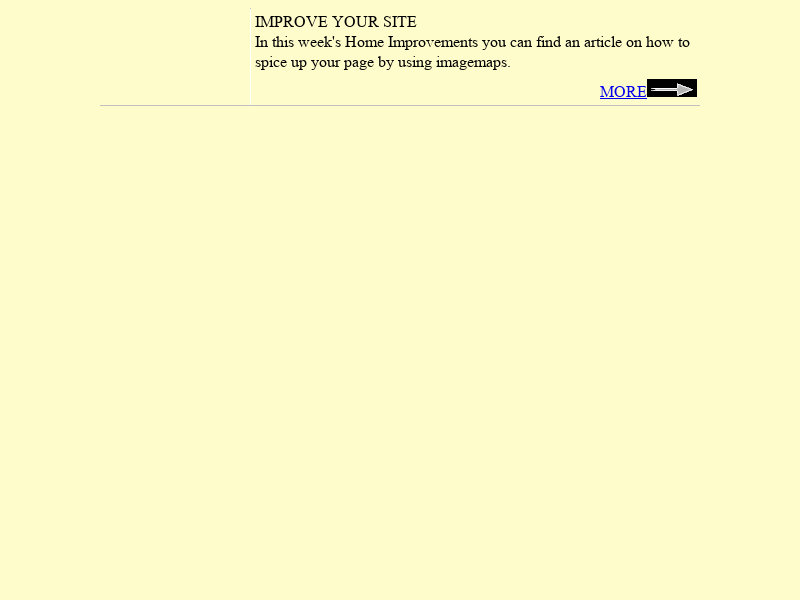 IMPROVE YOUR SITE
In this week's Home Improvements you can find an article on how to
spice up your page by using imagemaps.
MORE